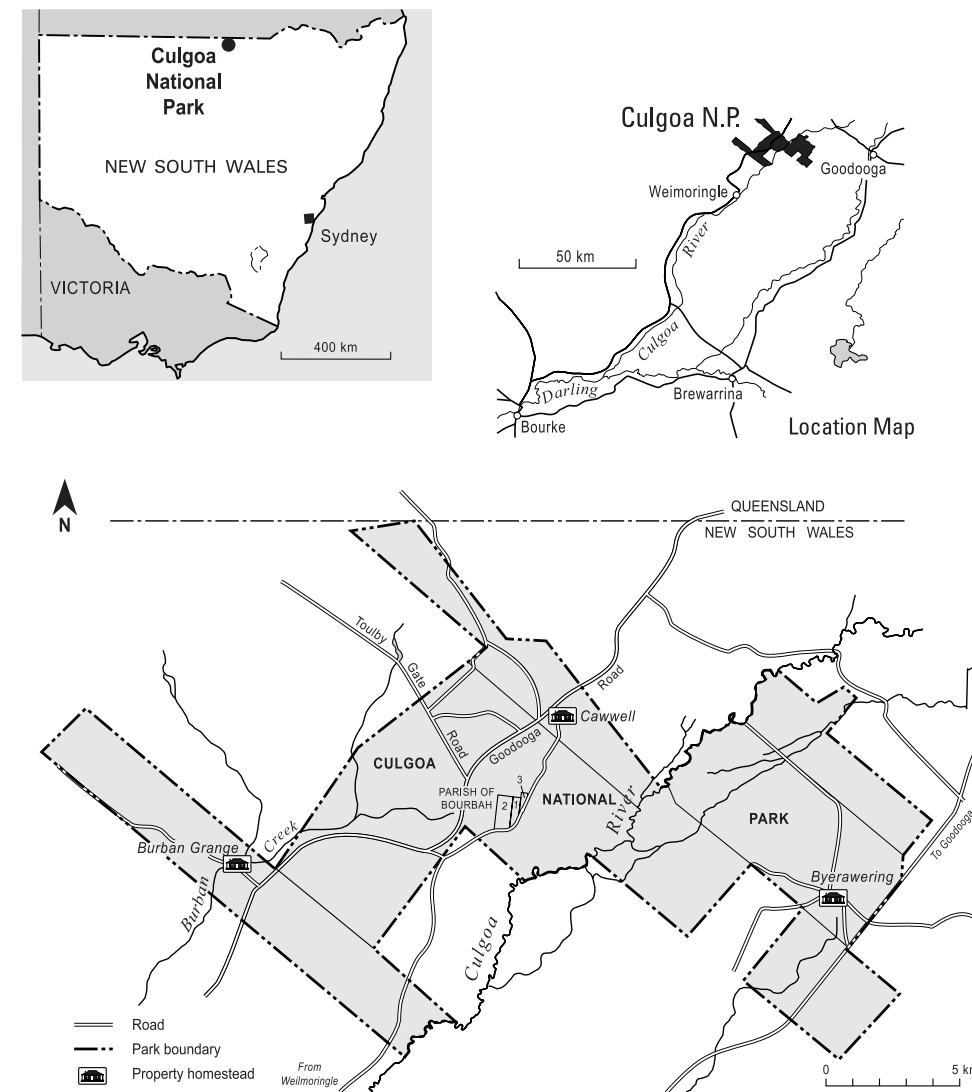 Culgoa
National
Park
NEW SOUTH WALES
Sydney
VICTORIA
400 km
Culgoa N.P.
Goodooga
Weimoringle
River
50 km
Culgoa
Darling
Brewarrina
Bourke
Location Map
N
QUEENSLAND
NEW SOUTH WALES
Toulby
Gate
Road
Road
Goodooga
Cawwell
CULGOA
3
PARISH OF
BOURBAH
2
1
NATIONAL
River
PARK
To Goodooga
Creek
Burban Grange
Burban
Byerawering
Culgoa
Road
Park boundary
Property homestead
From
Weilmoringle
0
5 k